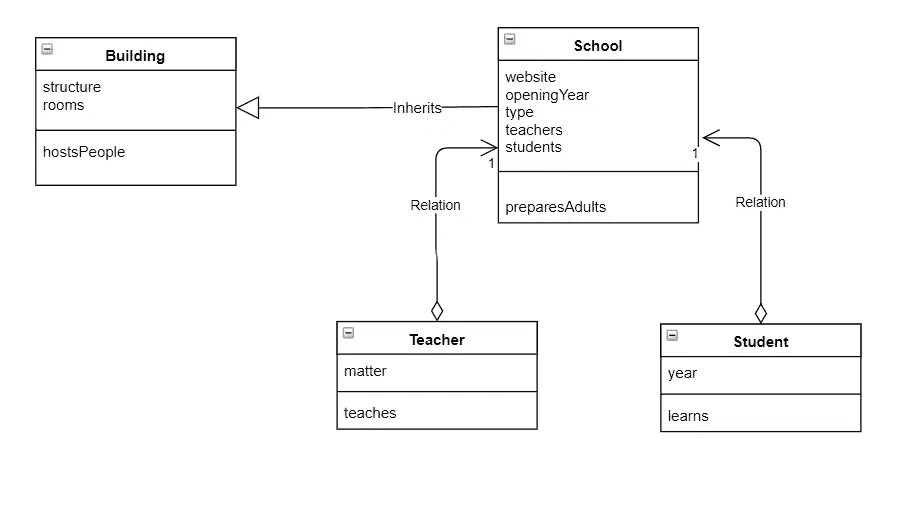 Building
structure
rooms
hostsPeople
Inherits
School
website
openingYear
type
teachers
students
preparesAdults
1
1
Relation
Relation
Teacher
matter
teaches
Student
year
learns